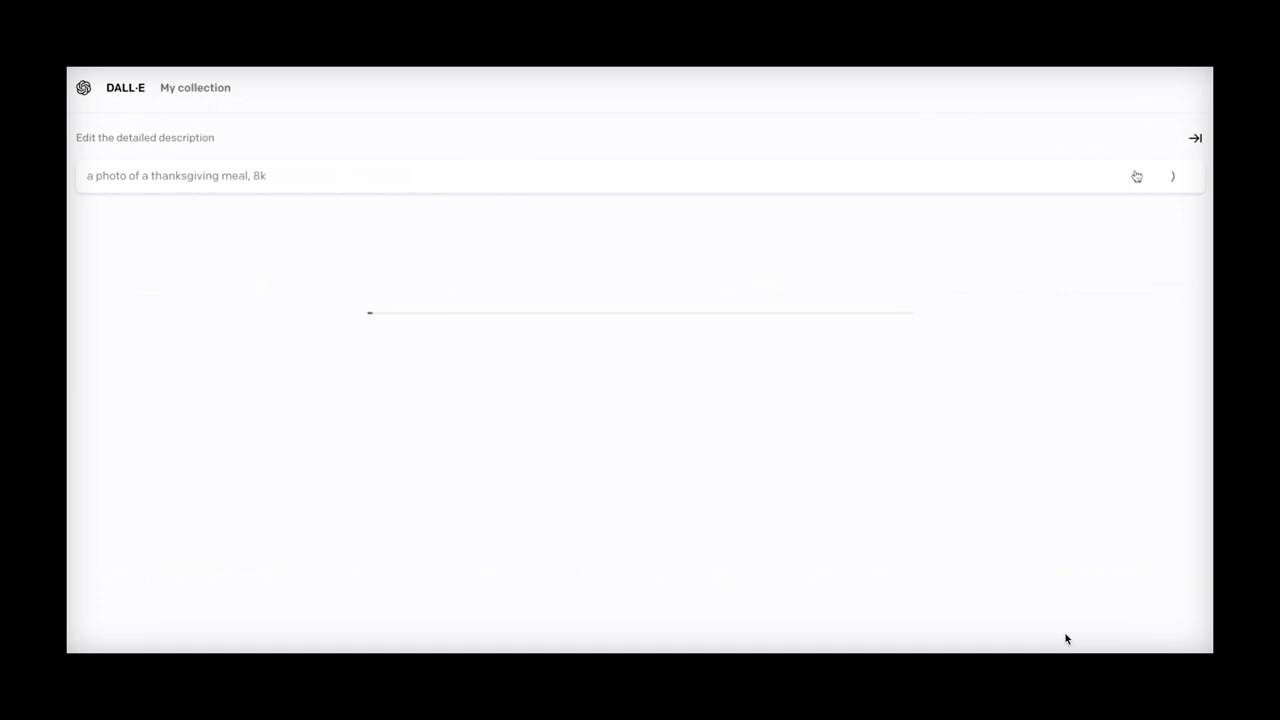 DALL·E My collection
Edit the detailed description
a photo of a thanksgiving meal, 8k